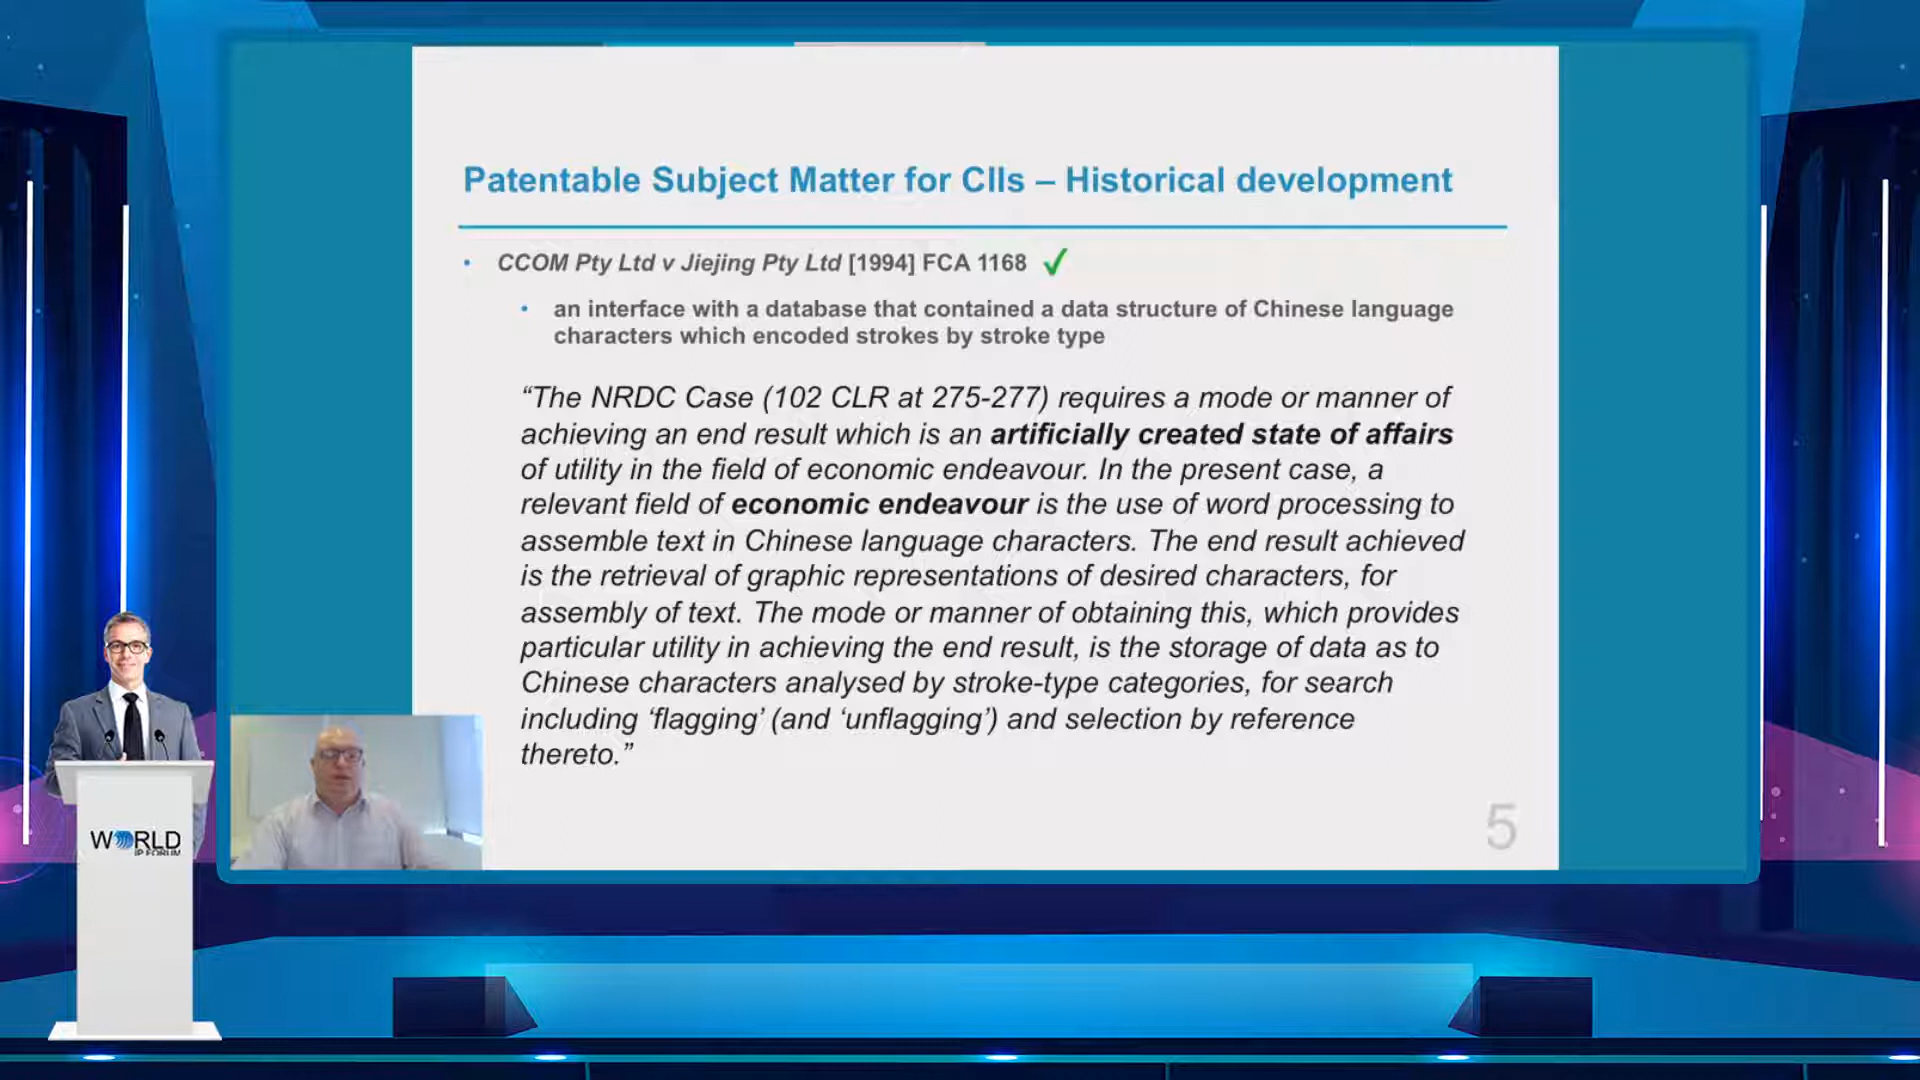 Patentable Subject Matter for CIIs – Historical development
• CCOM Pty Ltd v Jiejing Pty Ltd [1994] FCA 1168 ✓
• an interface with a database that contained a data structure of Chinese language
characters which encoded strokes by stroke type
“The NRDC Case (102 CLR at 275-277) requires a mode or manner of
achieving an end result which is an artificially created state of affairs
of utility in the field of economic endeavour. In the present case, a
relevant field of economic endeavour is the use of word processing to
assemble text in Chinese language characters. The end result achieved
is the retrieval of graphic representations of desired characters, for
assembly of text. The mode or manner of obtaining this, which provides
particular utility in achieving the end result, is the storage of data as to
Chinese characters analysed by stroke-type categories, for search
including ‘flagging’ (and ‘unflagging’) and selection by reference
thereto.”
5
WORLD
IP FORUM